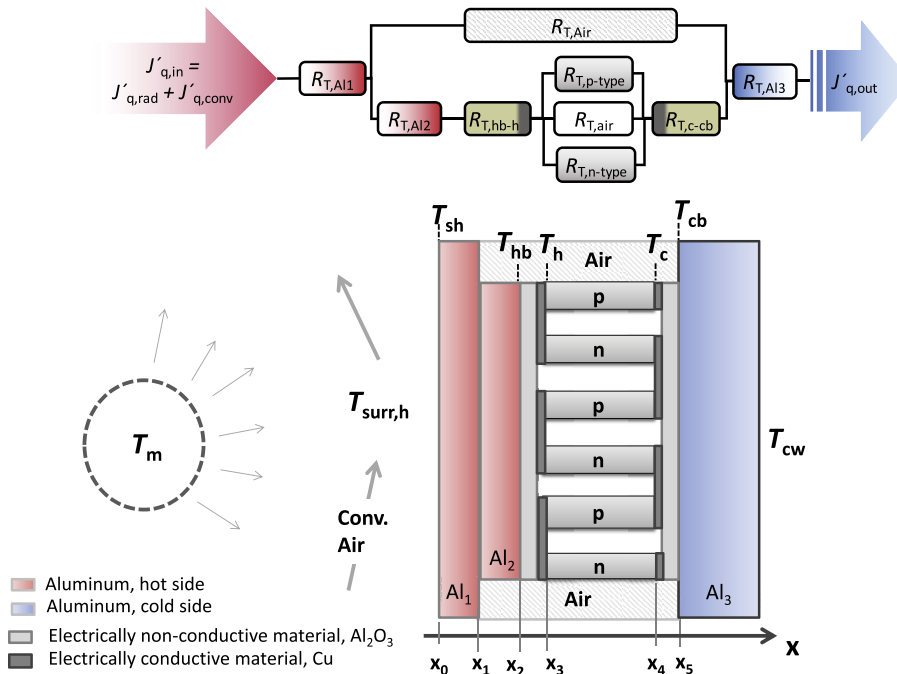 J′q,in =
J′q,rad + J′q,conv
RT,Al1
RT,Air
RT,p-type
RT,Al2
RT,hb-h
RT,air
RT,c-cb
RT,n-type
RT,Al3
J′q,out
Tsh
Thb
Th
Tc
Tcb
Air
p
n
p
n
p
n
Tm
Tsurr,h
Conv.
Air
Tcw
Al1
Al2
Al3
Air
x
x0
x1
x2
x3
x4
x5
Aluminum, hot side
Aluminum, cold side
Electrically non-conductive material, Al2O3
Electrically conductive material, Cu